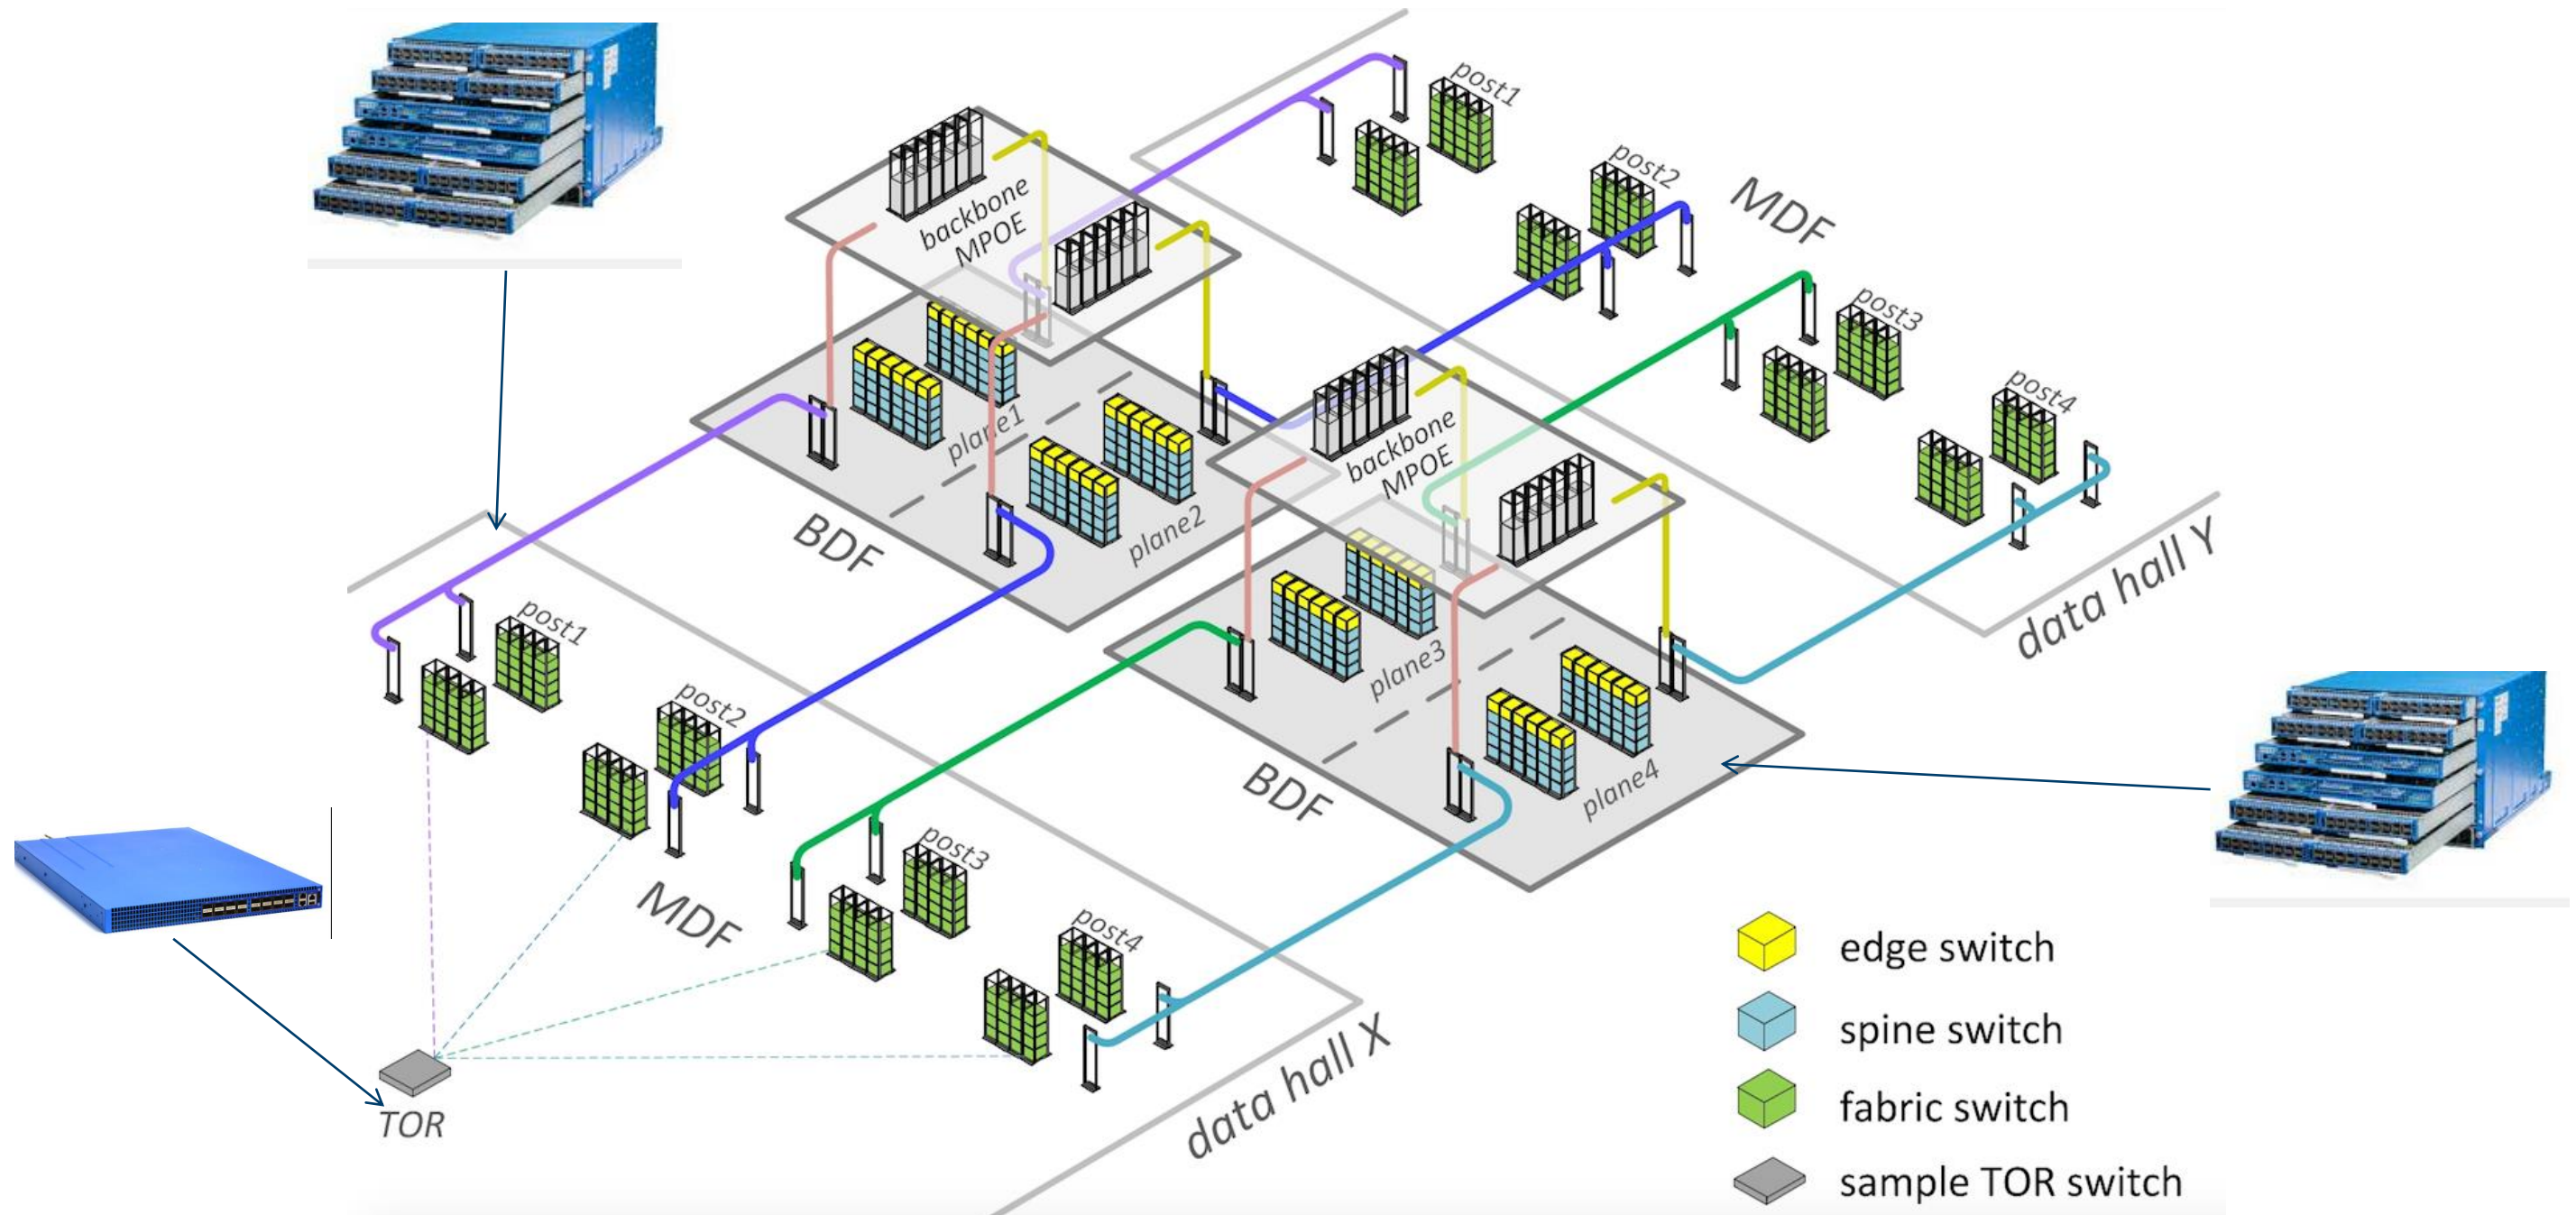 post1
post2
MDF
post3
post4
data hall Y
backbone
MPOE
plane1
plane2
BDF
backbone
MPOE
plane3
plane4
BDF
post1
post2
MDF
post3
post4
data hall X
TOR
edge switch
spine switch
fabric switch
sample TOR switch